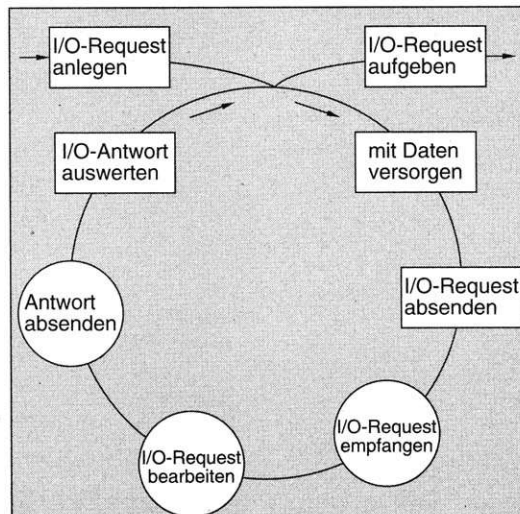 I/O-Request
anlegen
I/O-Request
aufgeben
I/O-Antwort
auswerten
mit Daten
versorgen
Antwort
absenden
I/O-Request
absenden
I/O-Request
bearbeiten
I/O-Request
empfangen